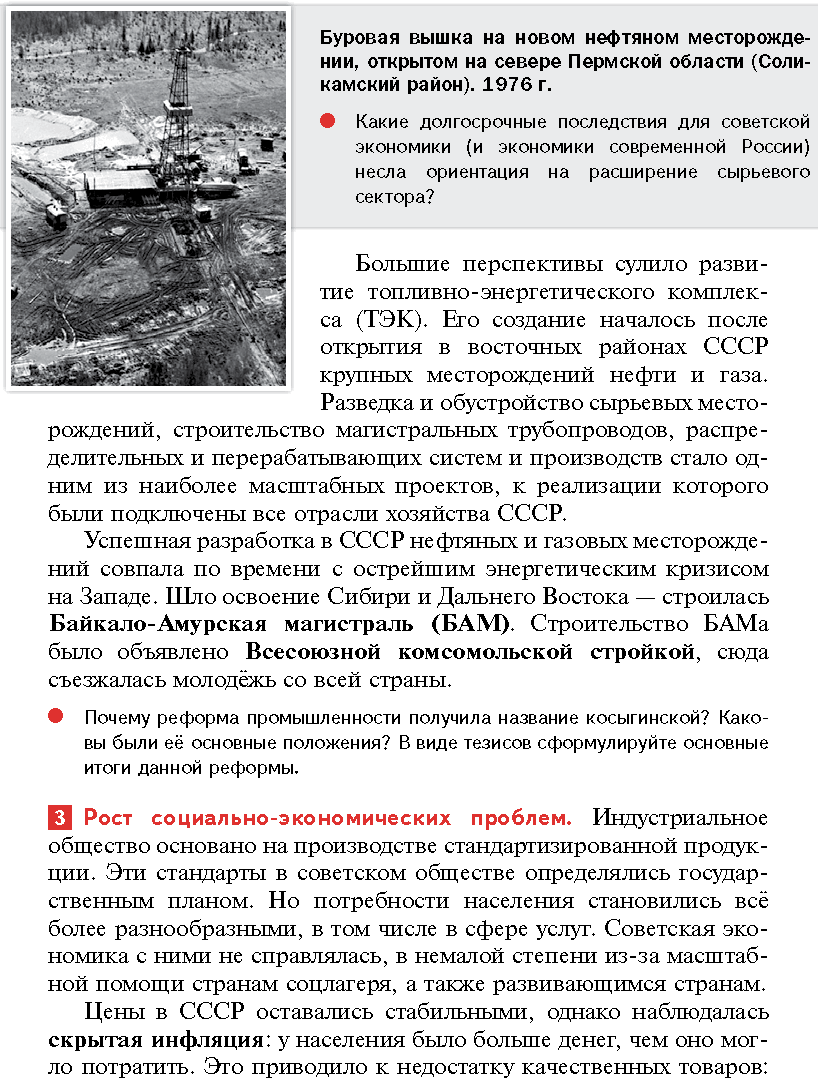 Буровая вышка на новом нефтяном месторожде-
нии, открытом на севере Пермской области (Соли-
камский район). 1976 г.
Какие долгосрочные последствия для советской
экономики (и экономики современной России)
несла ориентация на расширение сырьевого
сектора?
Большие перспективы сулило разви-
тие топливно-энергетического комплек-
са (ТЭК). Его создание началось после
открытия в восточных районах СССР
крупных месторождений нефти и газа.
Разведка и обустройство сырьевых место-
рождений, строительство магистральных трубопроводов, распре-
делительных и перерабатывающих систем и производств стало од-
ним из наиболее масштабных проектов, к реализации которого
были подключены все отрасли хозяйства СССР.
Успешная разработка в СССР нефтяных и газовых месторожде-
ний совпала по времени с острейшим энергетическим кризисом
на Западе. Шло освоение Сибири и Дальнего Востока — строилась
Байкало-Амурская магистраль (БАМ). Строительство БАМа
было объявлено Всесоюзной комсомольской стройкой, сюда
съезжалась молодёжь со всей страны.
Почему реформа промышленности получила название косыгинской? Како-
вы были её основные положения? В виде тезисов сформулируйте основные
итоги данной реформы.
3 Рост социально-экономических проблем. Индустриальное
общество основано на производстве стандартизированной продук-
ции. Эти стандарты в советском обществе определялись государ-
ственным планом. Но потребности населения становились всё
более разнообразными, в том числе в сфере услуг. Советская эко-
номика с ними не справлялась, в немалой степени из-за масштаб-
ной помощи странам соцлагеря, а также развивающимся странам.
Цены в СССР оставались стабильными, однако наблюдалась
скрытая инфляция: у населения было больше денег, чем оно мог-
ло потратить. Это приводило к недостатку качественных товаров: